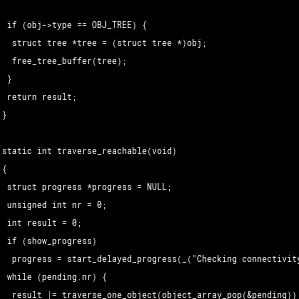 if (obj->type == OBJ_TREE) {
struct tree *tree = (struct tree *)obj;
free_tree_buffer(tree);
}
return result;
}
static int traverse_reachable(void)
{
struct progress *progress = NULL;
unsigned int nr = 0;
int result = 0;
if (show_progress)
progress = start_delayed_progress(_("Checking connectivity
while (pending.nr) {
result |= traverse_one_object(object_array_pop(&pending))